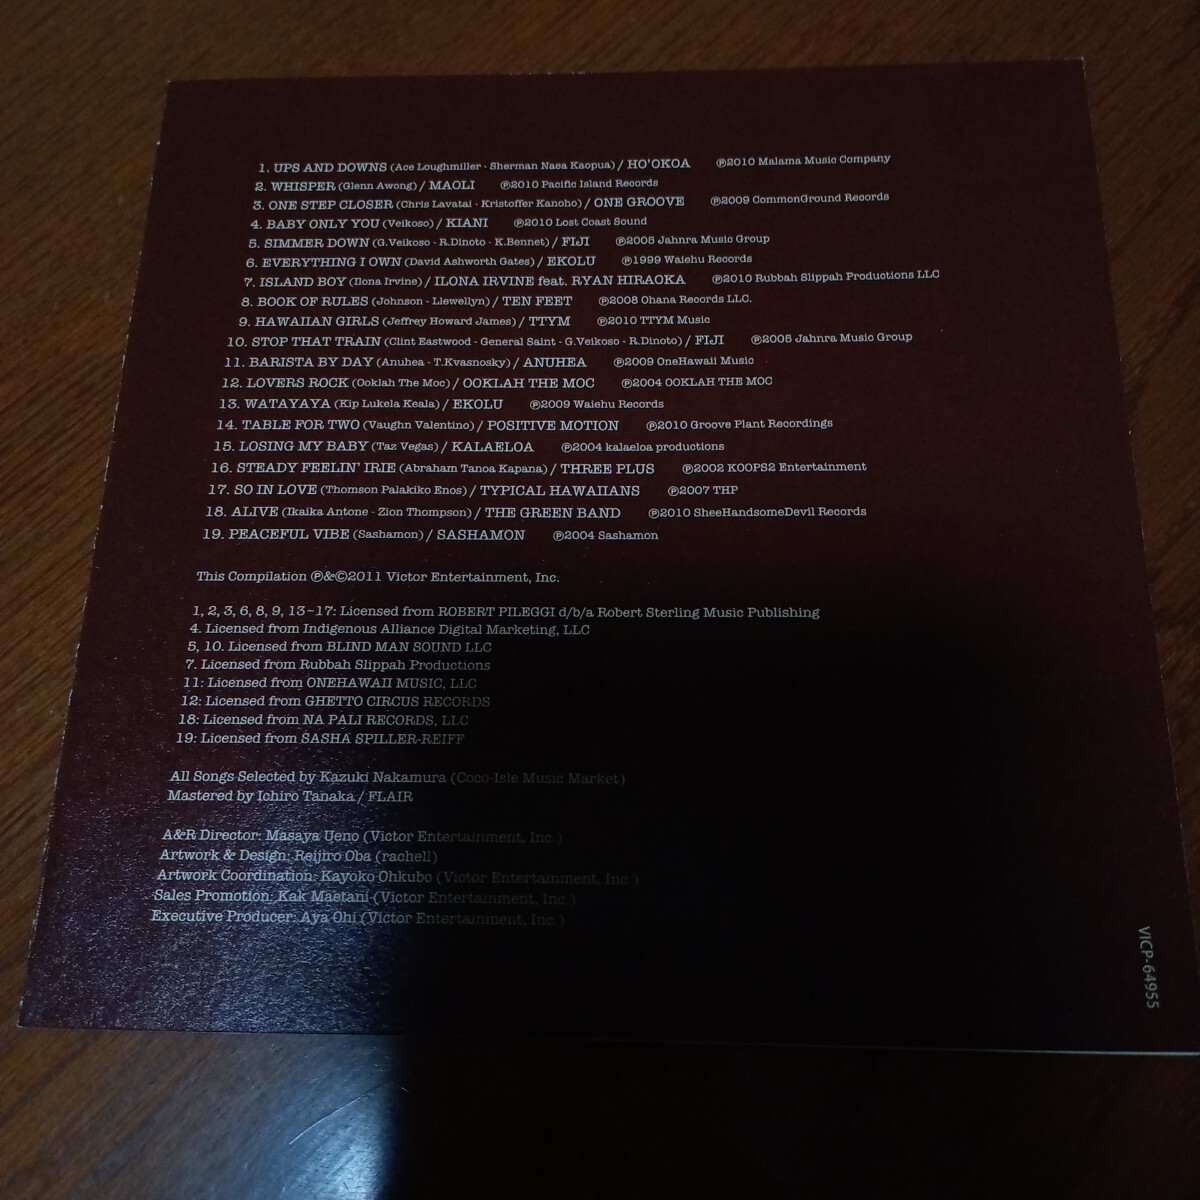 1. UPS AND DOWNS (Ace Loughmiller - Sherman Naea Kaopua) / HO'OKOA ℗2010 Malama Music Company
2. WHISPER (Glenn Awong) / MAOLI ℗2010 Pacific Island Records
3. ONE STEP CLOSER (Chris Lavatai - Kristoffer Kanoho) / ONE GROOVE ℗2009 CommonGround Records
4. BABY ONLY YOU (Veikoso) / KIANI ℗2010 Lost Coast Sound
5. SIMMER DOWN (G.Veikoso - R.Dinoto - K.Bennet) / FIJI ℗2005 Jahnra Music Group
6. EVERYTHING I OWN (David Ashworth Gates) / EKOLU ℗1999 Waiehu Records
7. ISLAND BOY (Ilona Irvine) / ILONA IRVINE feat. RYAN HIRAOKA ℗2010 Rubbah Slippah Productions LLC
8. BOOK OF RULES (Johnson - Llewellyn) / TEN FEET ℗2008 Ohana Records LLC.
9. HAWAIIAN GIRLS (Jeffrey Howard James) / TTYM ℗2010 TTYM Music
10. STOP THAT TRAIN (Clint Eastwood - General Saint - G.Veikoso - R.Dinoto) / FIJI ℗2005 Jahnra Music Group
11. BARISTA BY DAY (Anuhea - T.Kvasnosky) / ANUHEA ℗2009 OneHawaii Music
12. LOVERS ROCK (Ooklah The Moc) / OOKLAH THE MOC ℗2004 OOKLAH THE MOC
13. WATAYAYA (Kip Lukela Keala) / EKOLU ℗2009 Waiehu Records
14. TABLE FOR TWO (Vaughn Valentino) / POSITIVE MOTION ℗2010 Groove Plant Recordings
15. LOSING MY BABY (Taz Vegas) / KALAELOA ℗2004 kalaeloa productions
16. STEADY FEELIN' IRIE (Abraham Tanoa Kapana) / THREE PLUS ℗2002 KOOPS2 Entertainment
17. SO IN LOVE (Thomson Palakiko Enos) / TYPICAL HAWAIIANS ℗2007 THP
18. ALIVE (Ikaika Antone - Zion Thompson) / THE GREEN BAND ℗2010 SheeHandsomeDevil Records
19. PEACEFUL VIBE (Sashamon) / SASHAMON ℗2004 Sashamon
This Compilation ℗&©2011 Victor Entertainment, Inc.
1, 2, 3, 6, 8, 9, 13~17: Licensed from ROBERT PILEGGI d/b/a Robert Sterling Music Publishing
4. Licensed from Indigenous Alliance Digital Marketing, LLC
5, 10. Licensed from BLIND MAN SOUND LLC
7. Licensed from Rubbah Slippah Productions
11: Licensed from ONEHAWAII MUSIC, LLC
12: Licensed from GHETTO CIRCUS RECORDS
18: Licensed from NA PALI RECORDS, LLC
19: Licensed from SASHA SPILLER-REIFF
All Songs Selected by Kazuki Nakamura (Coco-Isle Music Market)
Mastered by Ichiro Tanaka / FLAIR
A&R Director: Masaya Ueno (Victor Entertainment, Inc.)
Artwork & Design: Reijiro Oba (rachell)
Artwork Coordination: Kayoko Ohkubo (Victor Entertainment, Inc.)
Sales Promotion: Kak Maetani (Victor Entertainment, Inc.)
Executive Producer: Aya Ohi (Victor Entertainment, Inc.)
VICP-64955